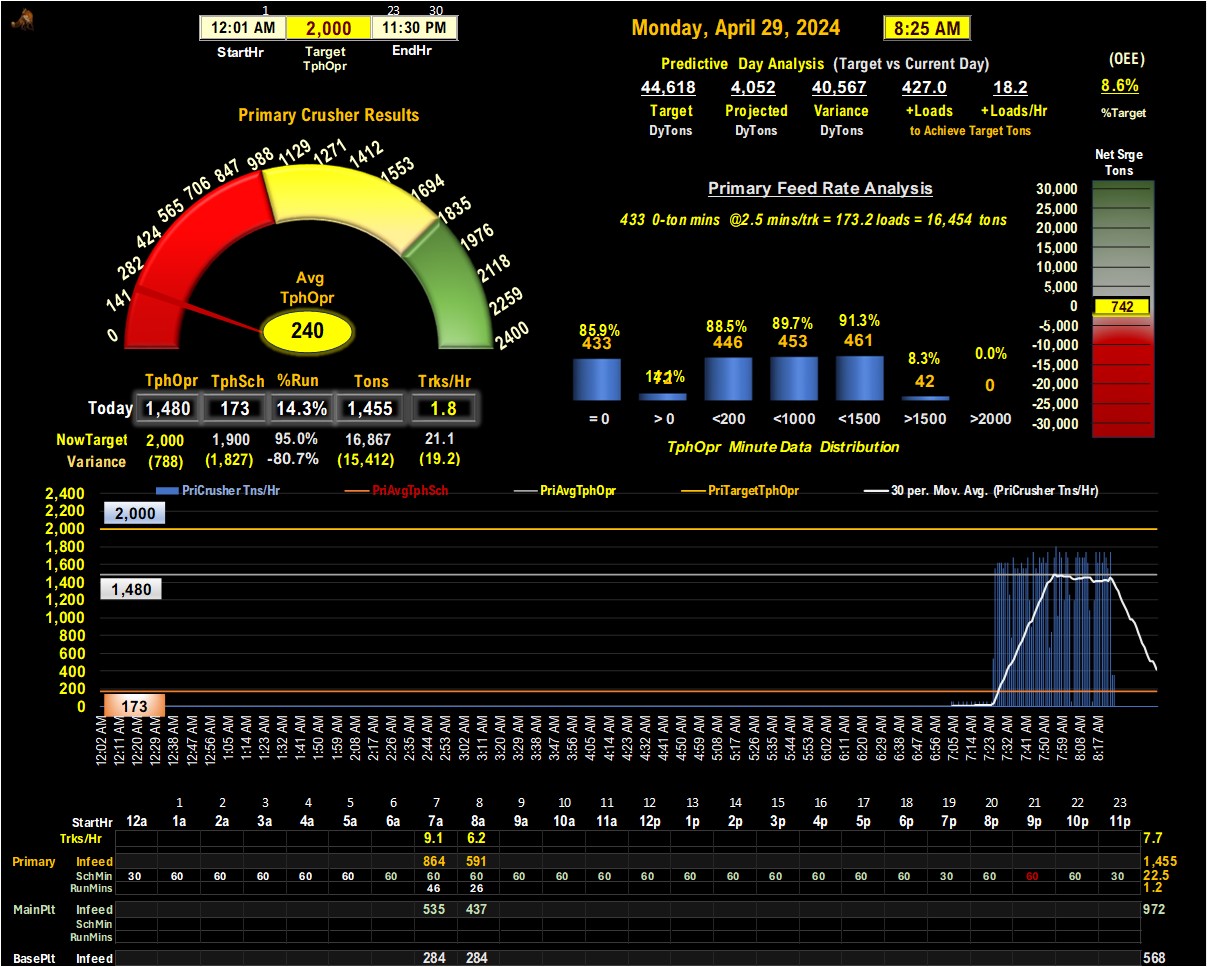 1 23 30
12:01 AM 2,000 11:30 PM
StartHr Target TphOpr EndHr
Monday, April 29, 2024 8:25 AM
Predictive Day Analysis (Target vs Current Day)
44,618 4,052 40,567 427.0 18.2
Target Projected Variance +Loads +Loads/Hr
DyTons DyTons DyTons to Achieve Target Tons
(OEE)
8.6%
%Target
Primary Crusher Results
0 141 282 424 565 706 847 988 1129 1271 1412 1553 1694 1835 1976 2118 2259 2400
Avg
TphOpr
240
TphOpr TphSch %Run Tons Trks/Hr
Today 1,480 173 14.3% 1,455 1.8
NowTarget 2,000 1,900 95.0% 16,867 21.1
Variance (788) (1,827) -80.7% (15,412) (19.2)
Primary Feed Rate Analysis
433 0-ton mins @2.5 mins/trk = 173.2 loads = 16,454 tons
85.9% 88.5% 89.7% 91.3% 8.3% 0.0%
433 446 453 461 42 0
= 0 > 0 <200 <1000 <1500 >1500 >2000
TphOpr Minute Data Distribution
Net Srge
Tons
30,000
25,000
20,000
15,000
10,000
5,000
0
742
-5,000
-10,000
-15,000
-20,000
-25,000
-30,000
PriCrusher Tns/Hr PriAvgTphSch PriAvgTphOpr PriTargetTphOpr 30 per. Mov. Avg. (PriCrusher Tns/Hr)
2,400
2,200
2,000
1,800
1,600
1,400
1,200
1,000
800
600
400
200
0
2,000
1,480
173
12:02 AM 12:11 AM 12:20 AM 12:29 AM 12:38 AM 12:47 AM 12:56 AM 1:05 AM 1:14 AM 1:23 AM 1:32 AM 1:41 AM 1:50 AM 1:59 AM 2:08 AM 2:17 AM 2:26 AM 2:35 AM 2:44 AM 2:53 AM 3:02 AM 3:11 AM 3:20 AM 3:29 AM 3:38 AM 3:47 AM 3:56 AM 4:05 AM 4:14 AM 4:23 AM 4:32 AM 4:41 AM 4:50 AM 4:59 AM 5:08 AM 5:17 AM 5:26 AM 5:35 AM 5:44 AM 5:53 AM 6:02 AM 6:11 AM 6:20 AM 6:29 AM 6:38 AM 6:47 AM 6:56 AM 7:05 AM 7:14 AM 7:23 AM 7:32 AM 7:41 AM 7:50 AM 7:59 AM 8:08 AM 8:17 AM
1 2 3 4 5 6 7 8 9 10 11 12 13 14 15 16 17 18 19 20 21 22 23
StartHr 12a 1a 2a 3a 4a 5a 6a 7a 8a 9a 10a 11a 12p 1p 2p 3p 4p 5p 6p 7p 8p 9p 10p 11p
Trks/Hr 9.1 6.2 7.7
Primary Infeed 864 591 1,455
SchMin 30 60 60 60 60 60 60 60 60 60 60 60 60 60 60 60 60 60 60 30 60 60 60 30 22.5
RunMins 46 26 1.2
MainPlt Infeed 535 437 972
SchMin
RunMins
BasePlt Infeed 284 284 568